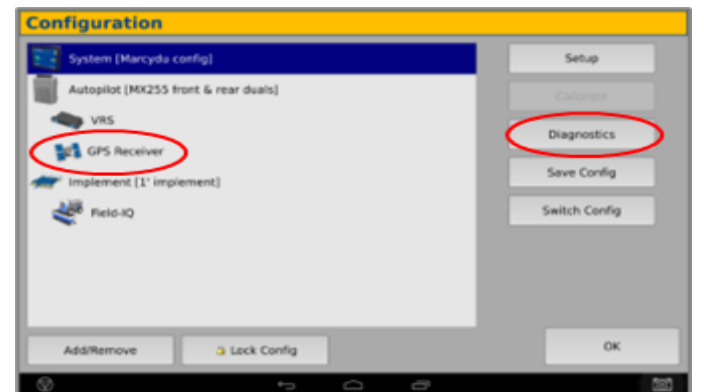 Configuration
System [Marcydu config]
Autopilot [MX255 front & rear duals]
VRS
GPS Receiver
Implement [1' implement]
Field-IQ
Setup
Calibrate
Diagnostics
Save Config
Switch Config
Add/Remove
Lock Config
OK